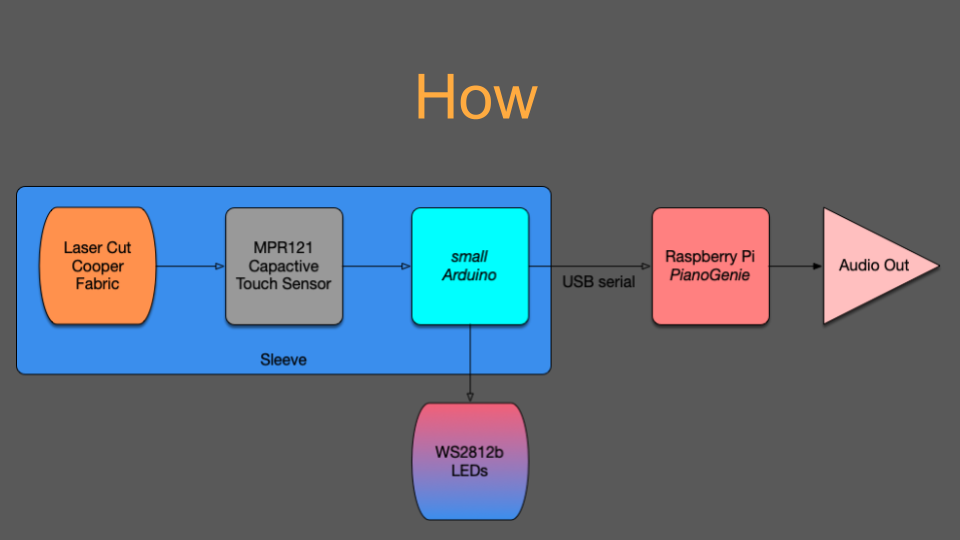 How
Laser Cut
Cooper
Fabric
MPR121
Capactive
Touch Sensor
small
Arduino
USB serial
Raspberry Pi
PianoGenie
Audio Out
Sleeve
WS2812b
LEDs